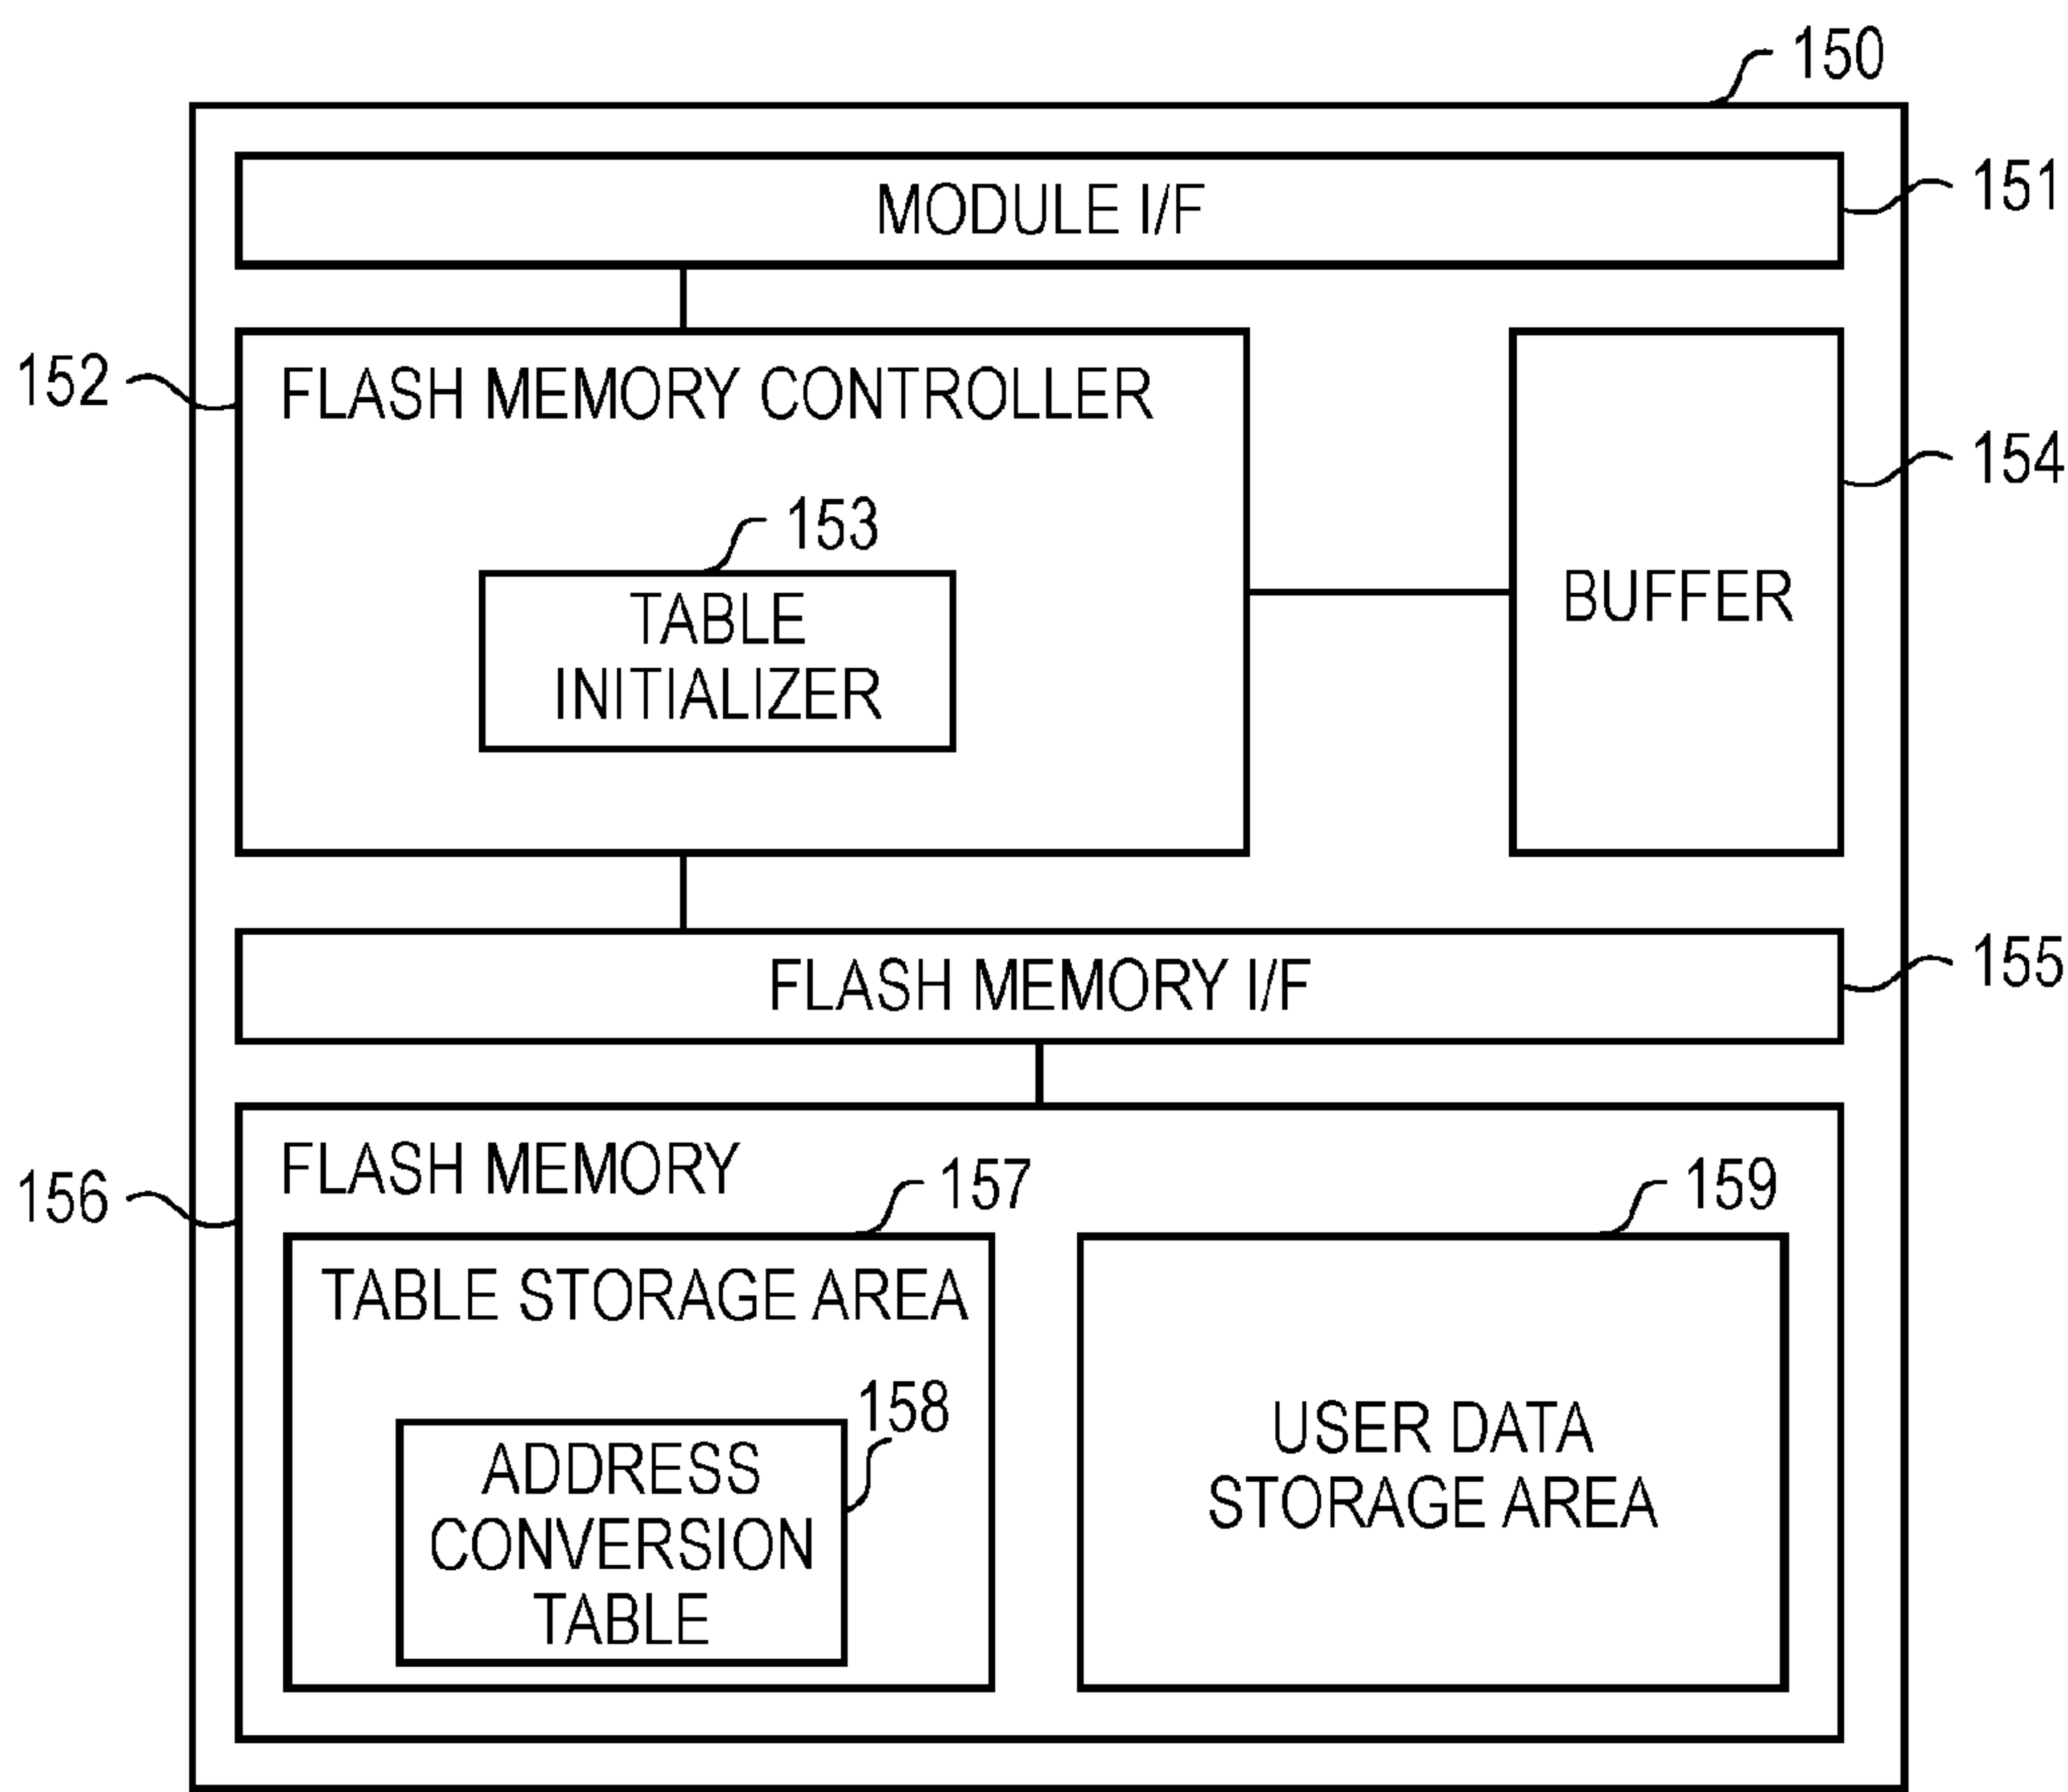 150
MODULE I/F
151
152
FLASH MEMORY CONTROLLER
153
TABLE
INITIALIZER
BUFFER
154
FLASH MEMORY I/F
155
156
FLASH MEMORY
157
TABLE STORAGE AREA
158
ADDRESS
CONVERSION
TABLE
159
USER DATA
STORAGE AREA